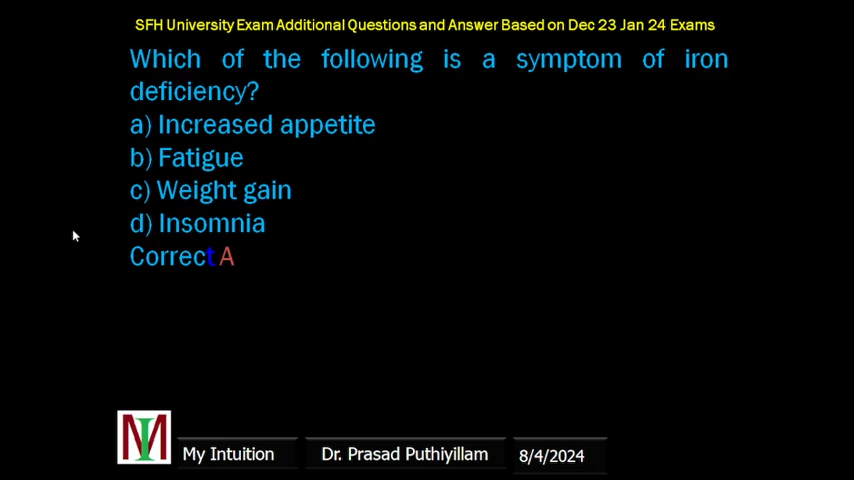 SFH University Exam Additional Questions and Answer Based on Dec 23 Jan 24 Exams
Which of the following is a symptom of iron
deficiency?
a) Increased appetite
b) Fatigue
c) Weight gain
d) Insomnia
Correct A
MI
My Intuition Dr. Prasad Puthiyillam 8/4/2024